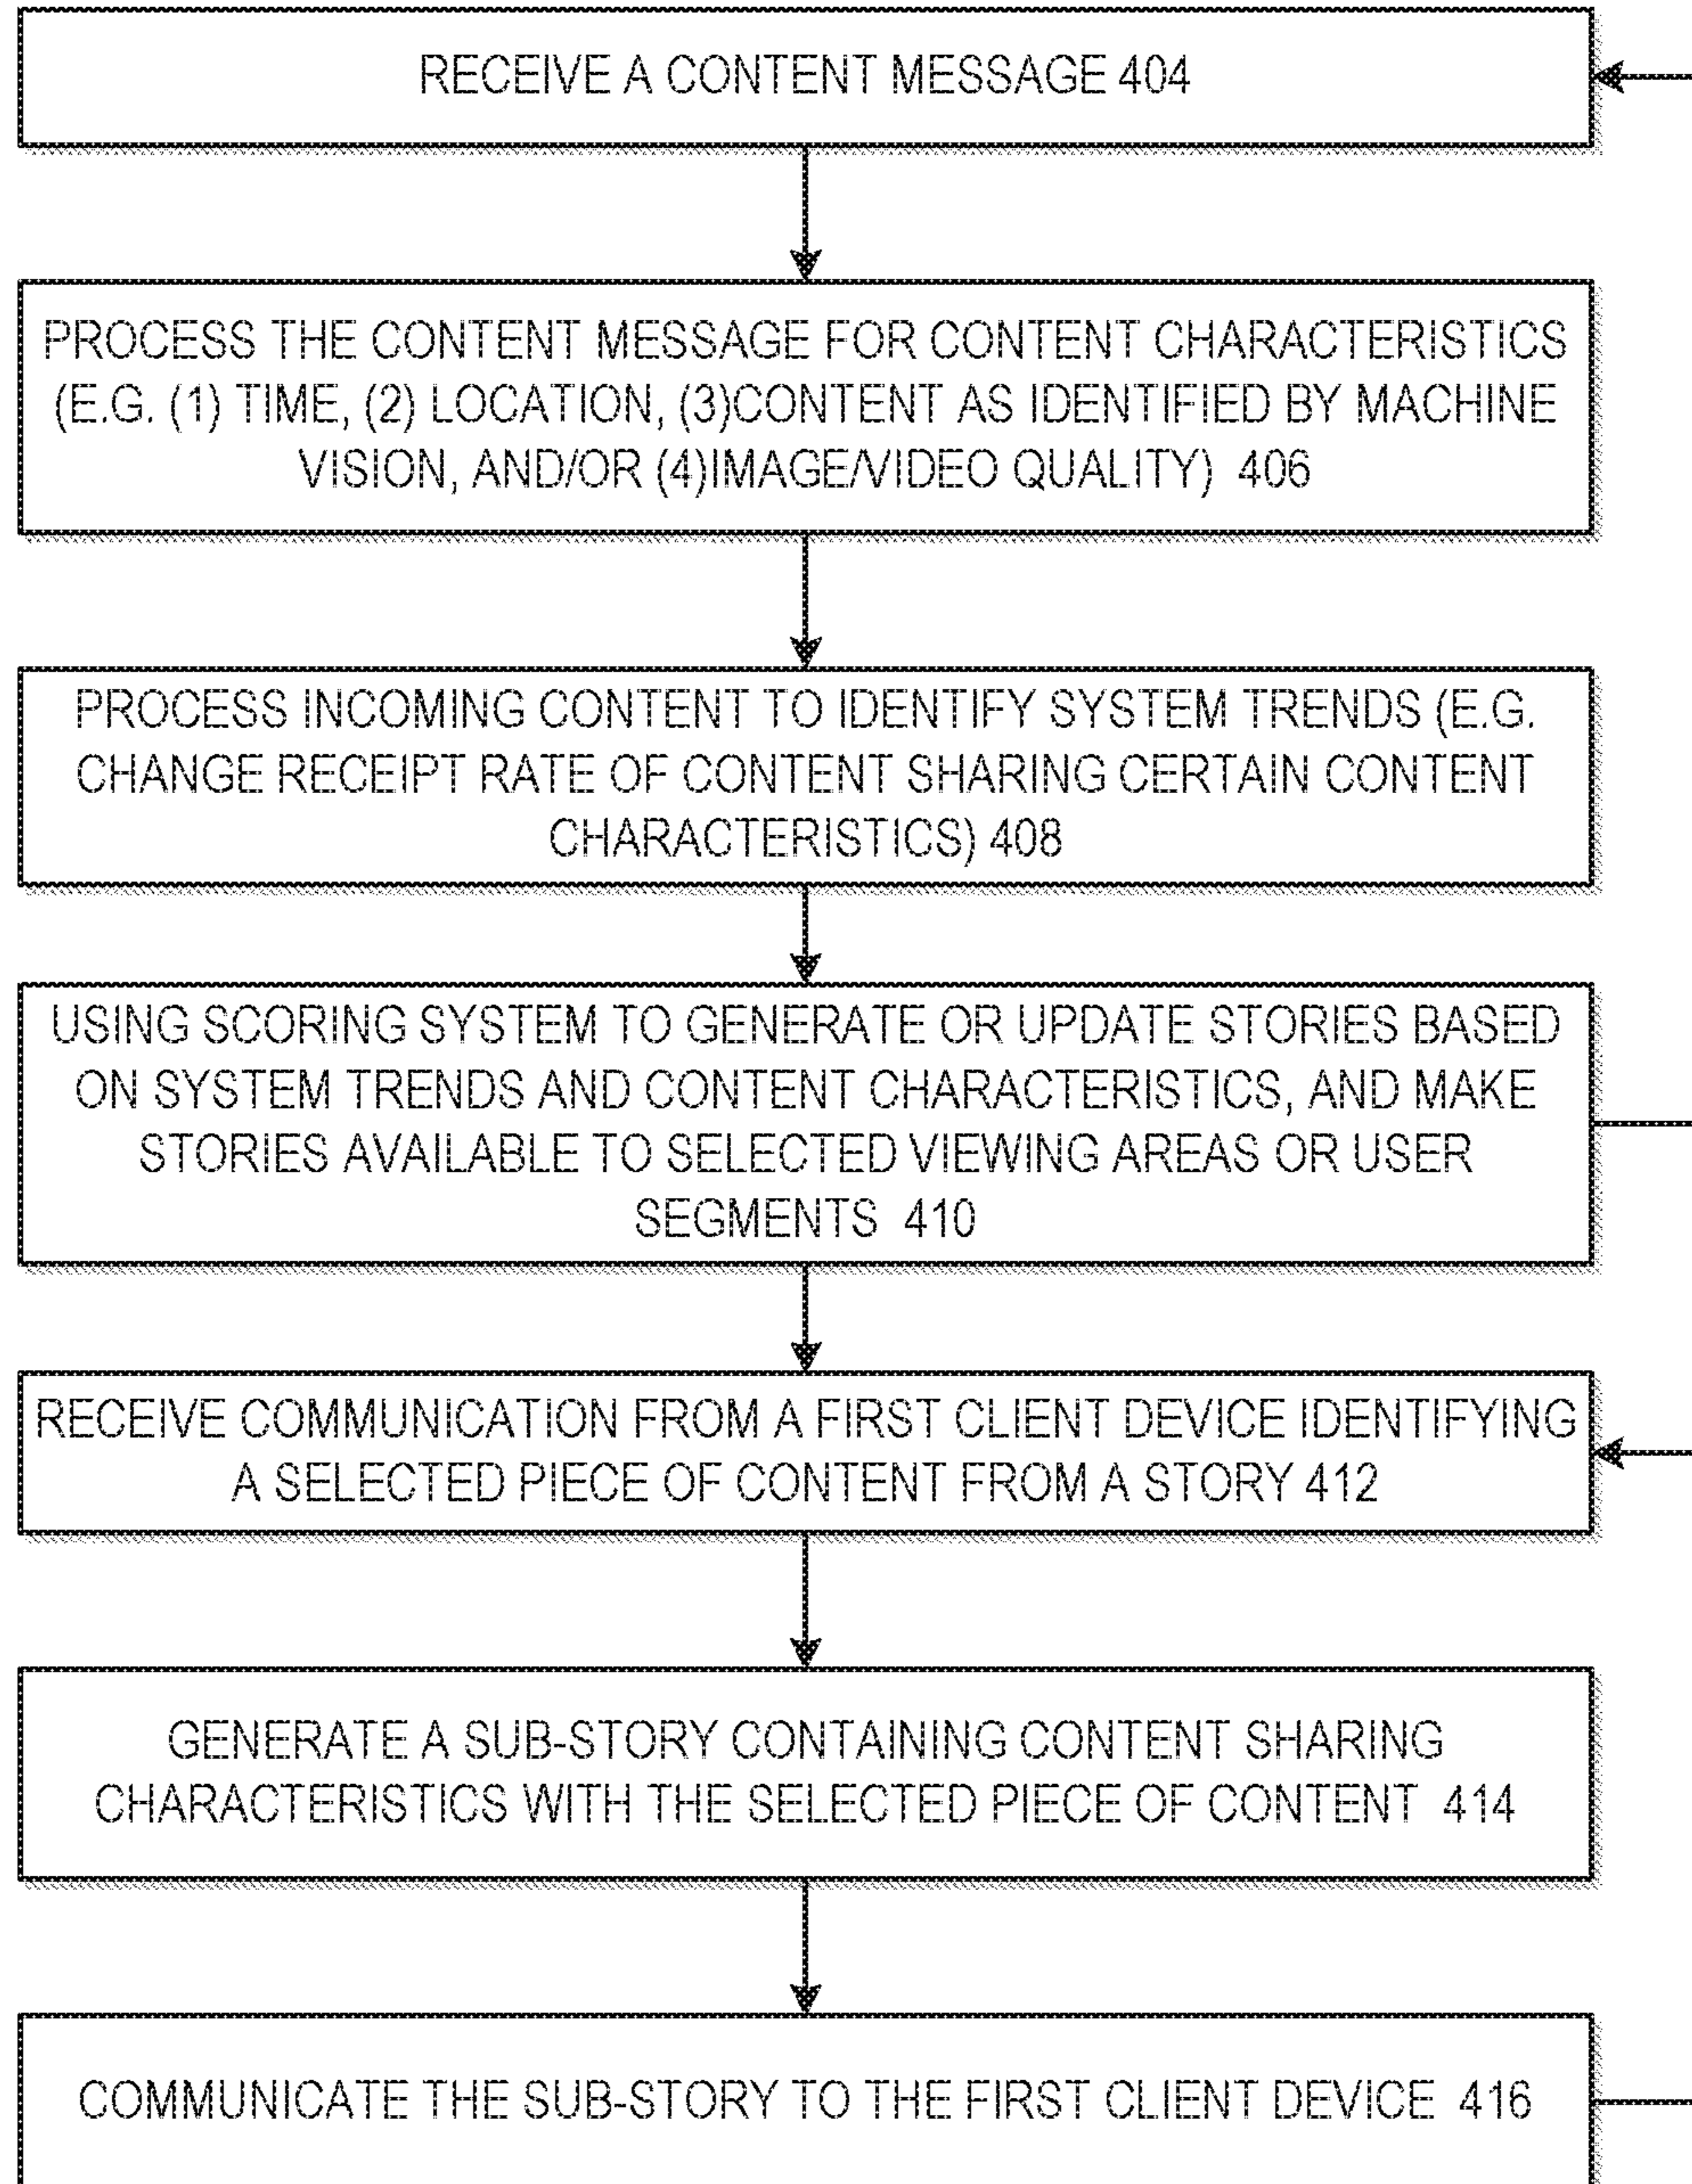 RECEIVE A CONTENT MESSAGE 404
PROCESS THE CONTENT MESSAGE FOR CONTENT CHARACTERISTICS
(E.G. (1) TIME, (2) LOCATION, (3)CONTENT AS IDENTIFIED BY MACHINE
VISION, AND/OR (4)IMAGE/VIDEO QUALITY) 406
PROCESS INCOMING CONTENT TO IDENTIFY SYSTEM TRENDS (E.G.
CHANGE RECEIPT RATE OF CONTENT SHARING CERTAIN CONTENT
CHARACTERISTICS) 408
USING SCORING SYSTEM TO GENERATE OR UPDATE STORIES BASED
ON SYSTEM TRENDS AND CONTENT CHARACTERISTICS, AND MAKE
STORIES AVAILABLE TO SELECTED VIEWING AREAS OR USER
SEGMENTS 410
RECEIVE COMMUNICATION FROM A FIRST CLIENT DEVICE IDENTIFYING
A SELECTED PIECE OF CONTENT FROM A STORY 412
GENERATE A SUB-STORY CONTAINING CONTENT SHARING
CHARACTERISTICS WITH THE SELECTED PIECE OF CONTENT 414
COMMUNICATE THE SUB-STORY TO THE FIRST CLIENT DEVICE 416